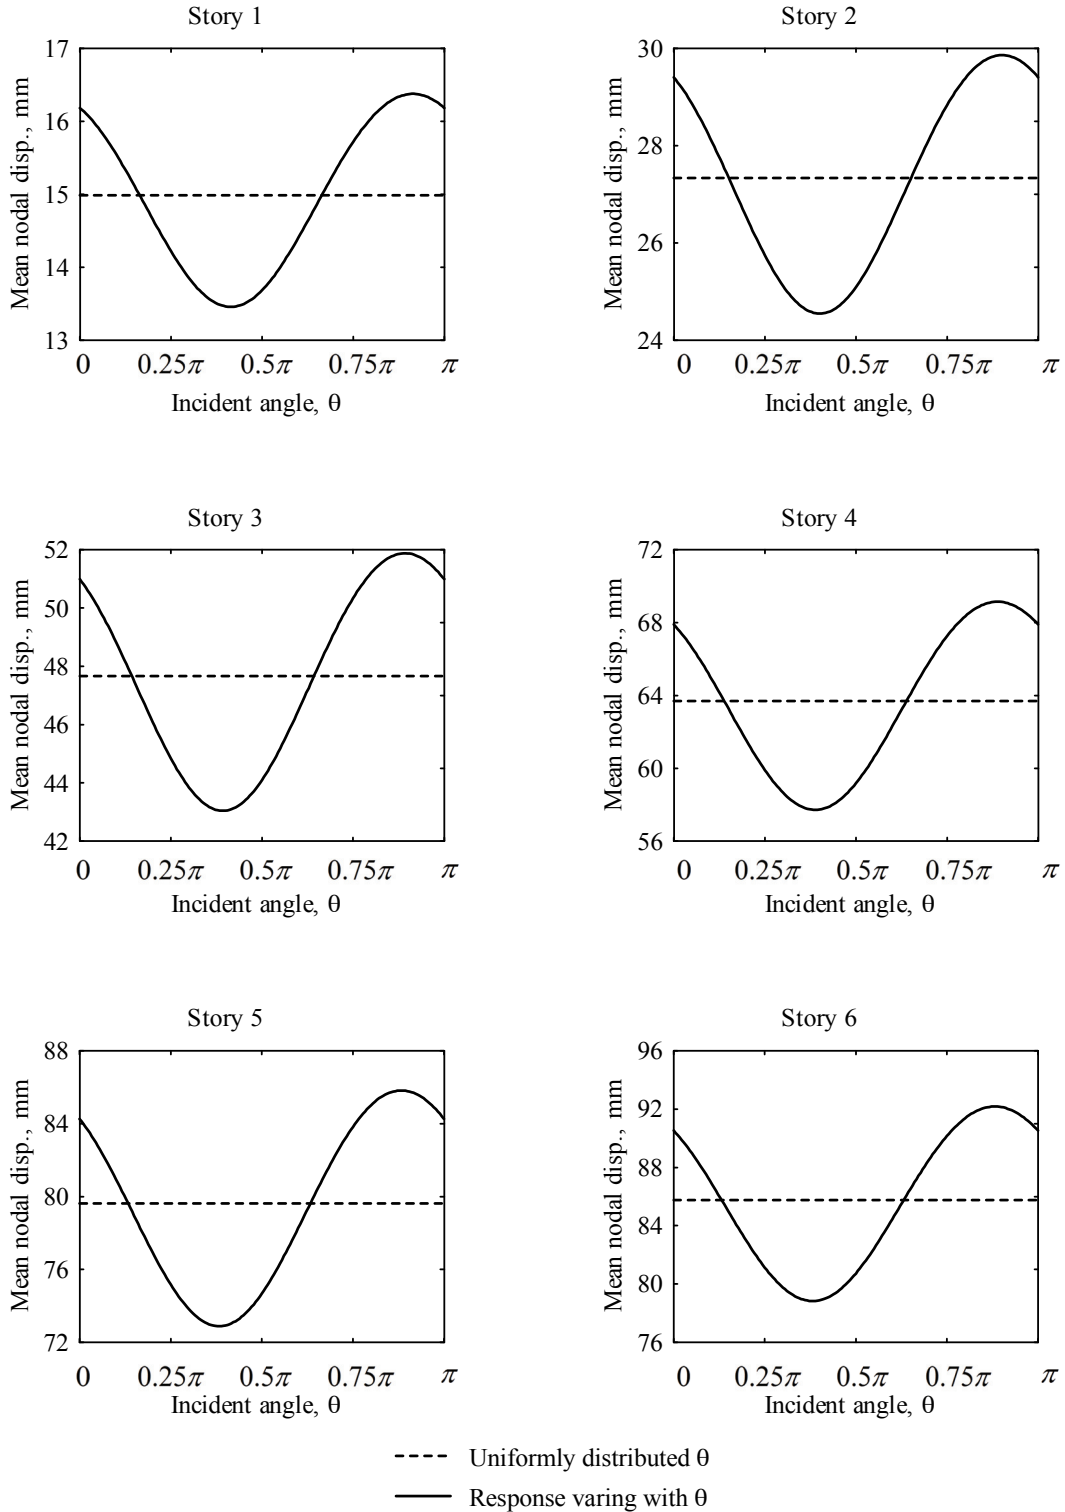 Story 1
17
16
15
14
13
Mean nodal disp., mm
0 0.25π 0.5π 0.75π π
Incident angle, θ
Story 2
30
28
26
24
Mean nodal disp., mm
0 0.25π 0.5π 0.75π π
Incident angle, θ
Story 3
52
50
48
46
43
42
Mean nodal disp., mm
0 0.25π 0.5π 0.75π π
Incident angle, θ
Story 4
72
68
64
60
56
Mean nodal disp., mm
0 0.25π 0.5π 0.75π π
Incident angle, θ
Story 5
88
84
80
76
72
Mean nodal disp., mm
0 0.25π 0.5π 0.75π π
Incident angle, θ
Story 6
96
92
88
84
80
76
Mean nodal disp., mm
0 0.25π 0.5π 0.75π π
Incident angle, θ
Uniformly distributed θ
Response varing with θ